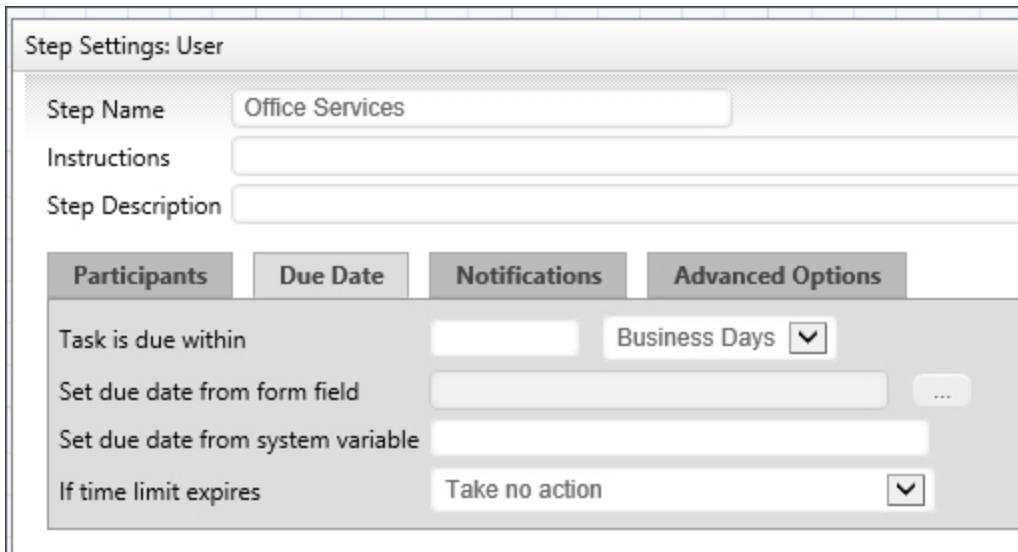 Step Settings: User
Step Name Office Services
Instructions
Step Description
Participants Due Date Notifications Advanced Options
Task is due within Business Days
Set due date from form field ...
Set due date from system variable
If time limit expires Take no action